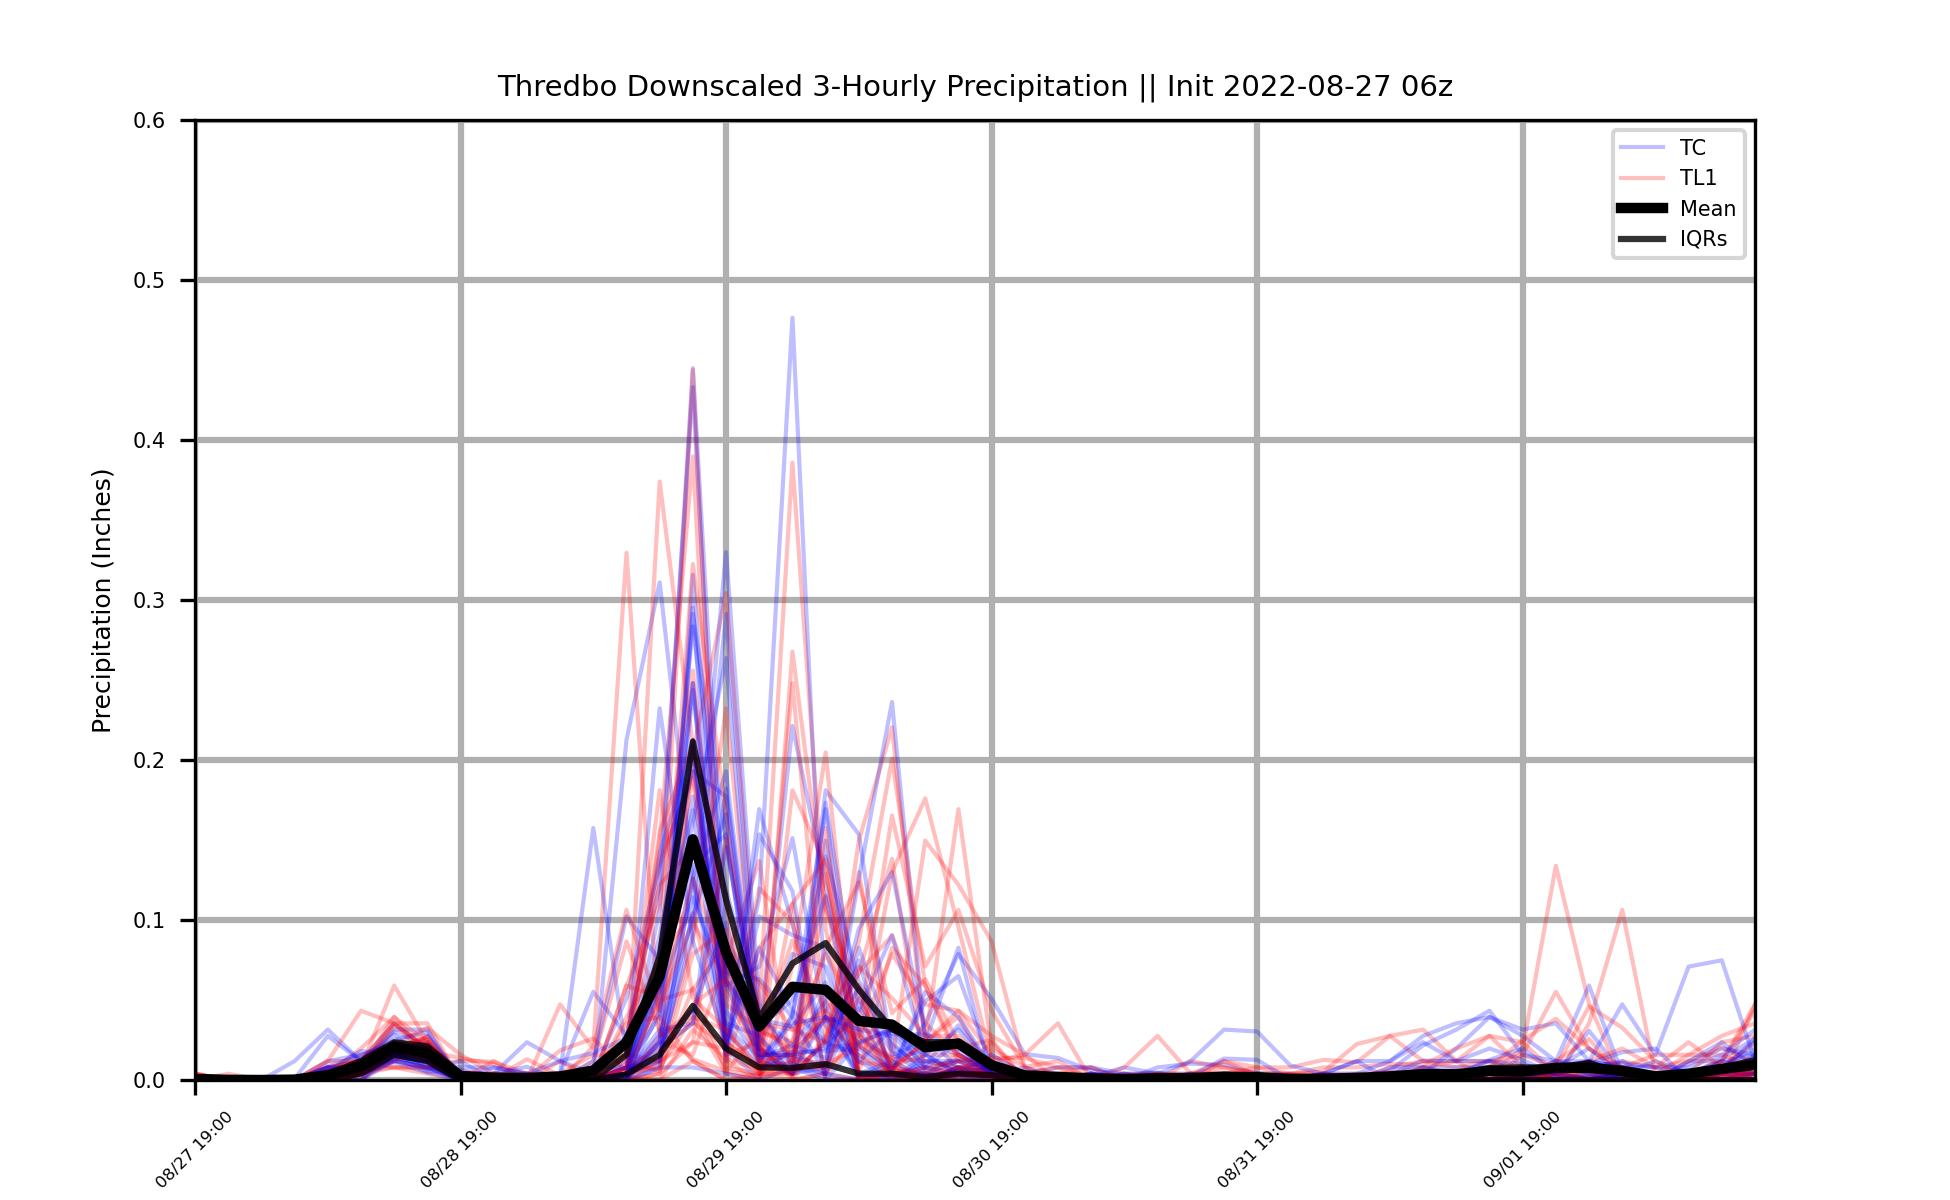 Thredbo Downscaled 3-Hourly Precipitation || Init 2022-08-27 06z
TC
TL1
Mean
IQRs
Precipitation (Inches)
0.6
0.5
0.4
0.3
0.2
0.1
0.0
08/27 19:00
08/28 19:00
08/29 19:00
08/30 19:00
08/31 19:00
09/01 19:00